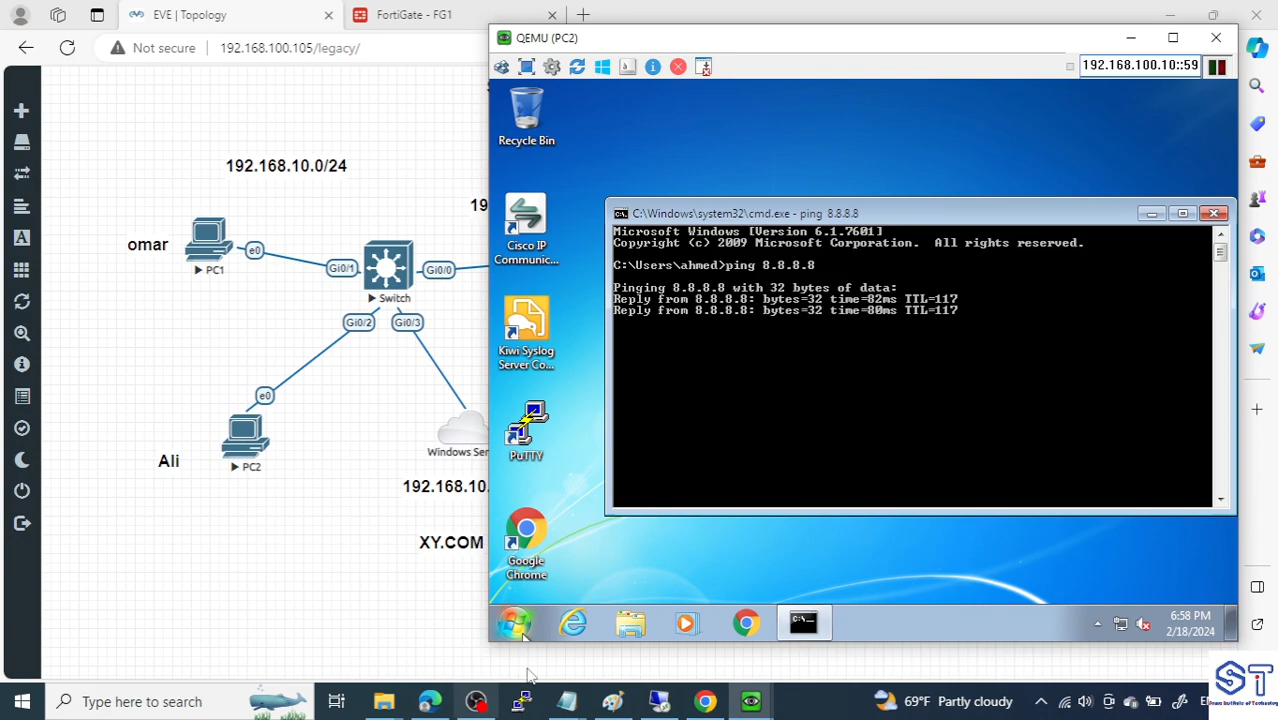 EVE | Topology
FortiGate - FG1
Not secure
192.168.100.105/legacy/
QEMU (PC2)
192.168.100.10::59
192.168.10.0/24
19
omar
e0
PC1
Gi0/1
Gi0/0
Switch
Gi0/2
Gi0/3
e0
PC2
Ali
Windows Ser
192.168.10.
XY.COM
Recycle Bin
Cisco IP
Communic...
Kiwi Syslog
Server Co...
PuTTY
Google
Chrome
C:\Windows\system32\cmd.exe - ping 8.8.8.8
Microsoft Windows [Version 6.1.7601]
Copyright (c) 2009 Microsoft Corporation. All rights reserved.
C:\Users\ahmed>ping 8.8.8.8
Pinging 8.8.8.8 with 32 bytes of data:
Reply from 8.8.8.8: bytes=32 time=82ms TTL=117
Reply from 8.8.8.8: bytes=32 time=80ms TTL=117
6:58 PM
2/18/2024
Type here to search
69°F Partly cloudy
ST